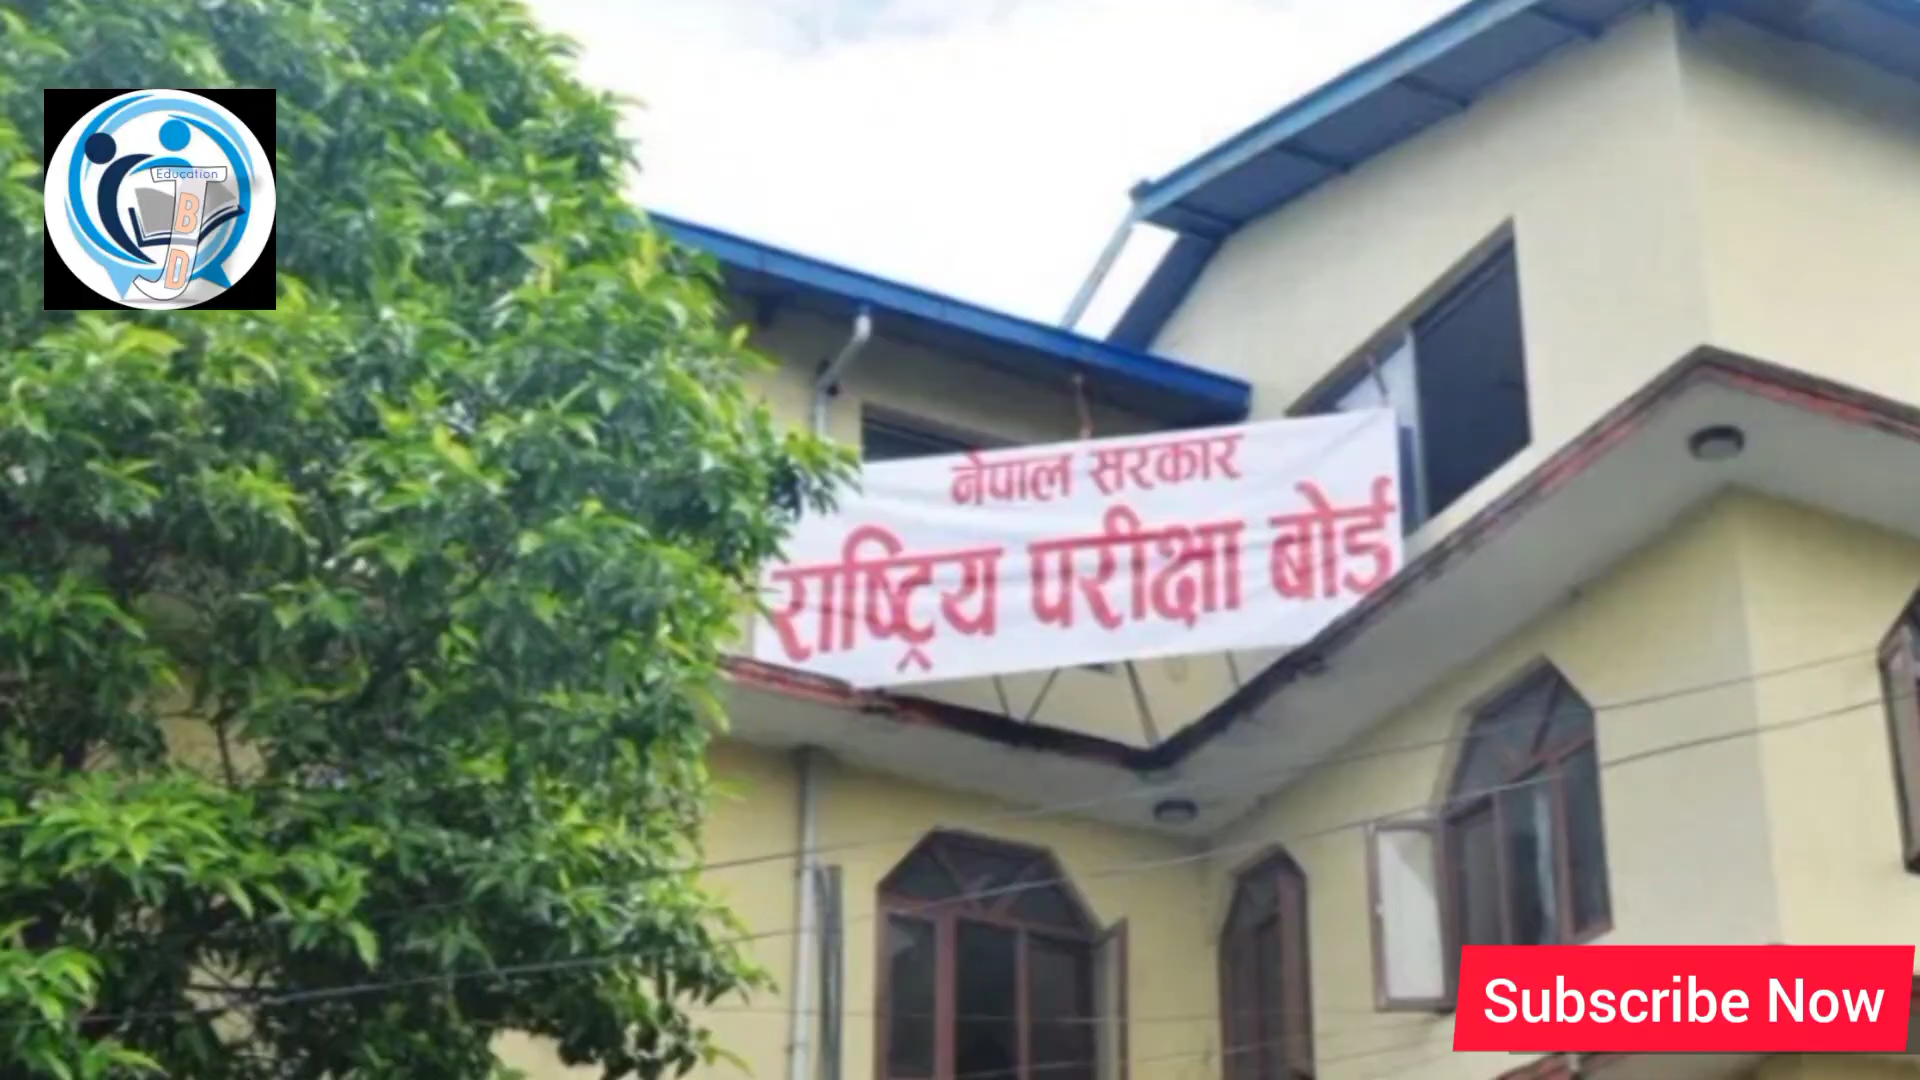 Education
J
B
D
नेपाल सरकार
राष्ट्रिय परीक्षा बोर्ड
Subscribe Now